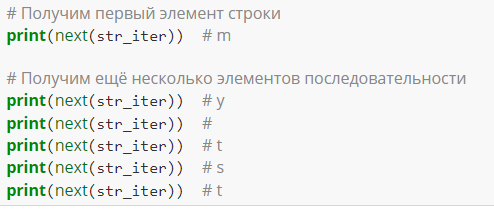 # Получим первый элемент строки
print(next(str_iter))  # m

# Получим ещё несколько элементов последовательности
print(next(str_iter))  # y
print(next(str_iter))  #
print(next(str_iter))  # t
print(next(str_iter))  # s
print(next(str_iter))  # t